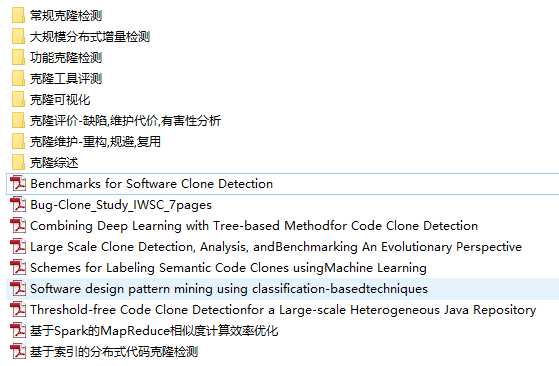 常规克隆检测
大规模分布式增量检测
功能克隆检测
克隆工具评测
克隆可视化
克隆评价-缺陷,维护代价,有害性分析
克隆维护-重构,规避,复用
克隆综述
Benchmarks for Software Clone Detection
Bug-Clone_Study_IWSC_7pages
Combining Deep Learning with Tree-based Methodfor Code Clone Detection
Large Scale Clone Detection, Analysis, andBenchmarking An Evolutionary Perspective
Schemes for Labeling Semantic Code Clones usingMachine Learning
Software design pattern mining using classification-basedtechniques
Threshold-free Code Clone Detectionfor a Large-scale Heterogeneous Java Repository
基于Spark的MapReduce相似度计算效率优化
基于索引的分布式代码克隆检测